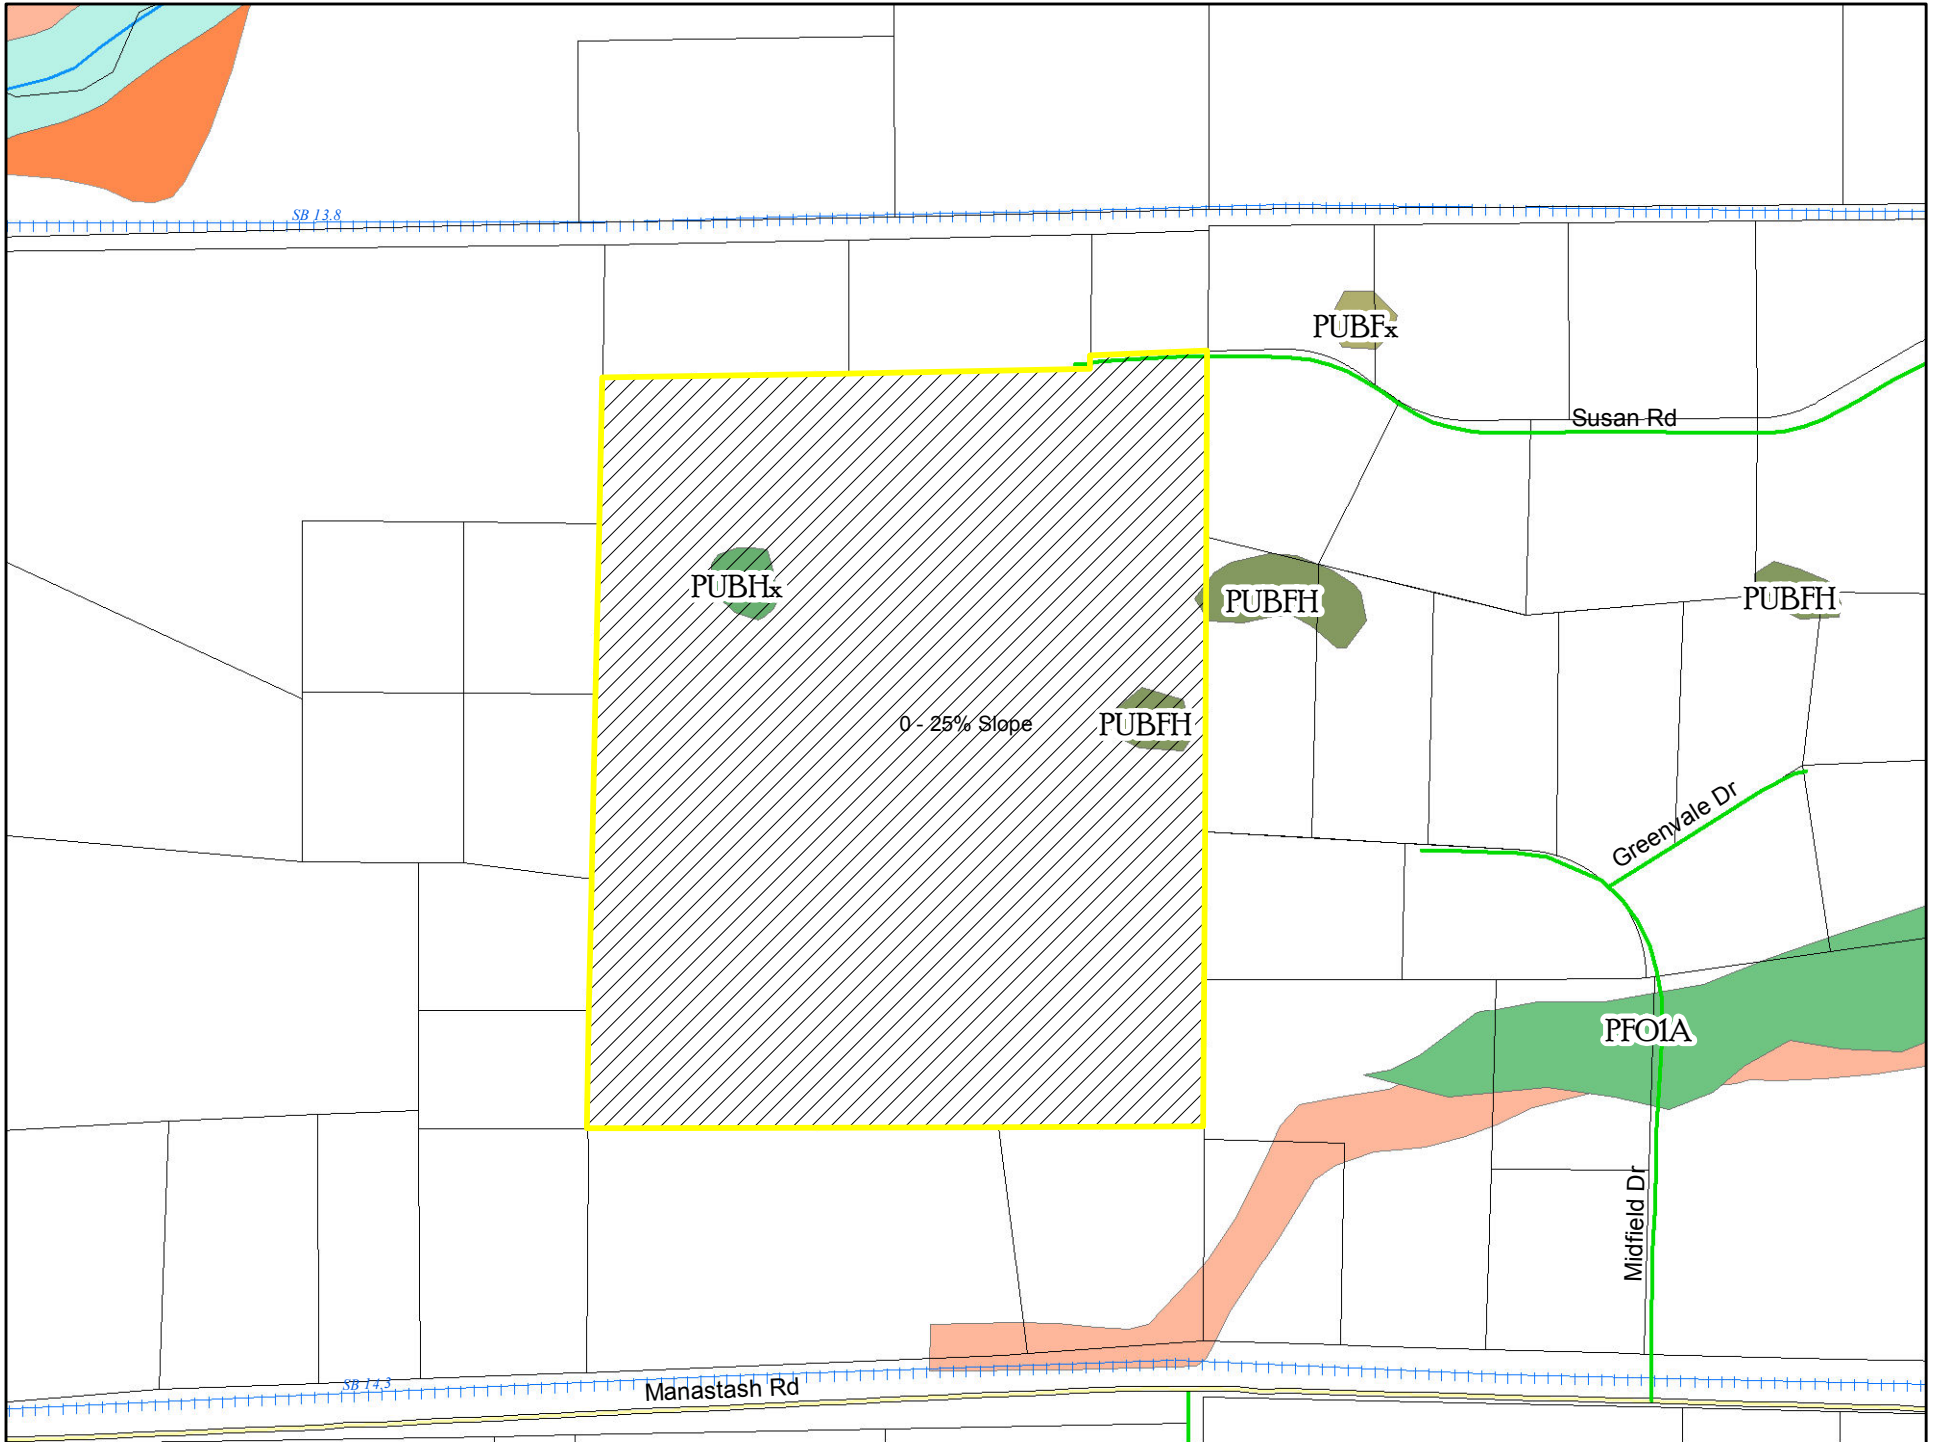 SB 13.8
PUBFx
Susan Rd
PUBHx
PUBFH
PUBFH
0 - 25% Slope
PUBFH
Greenvale Dr
PFO1A
Midfield Dr
SB 14.3
Manastash Rd